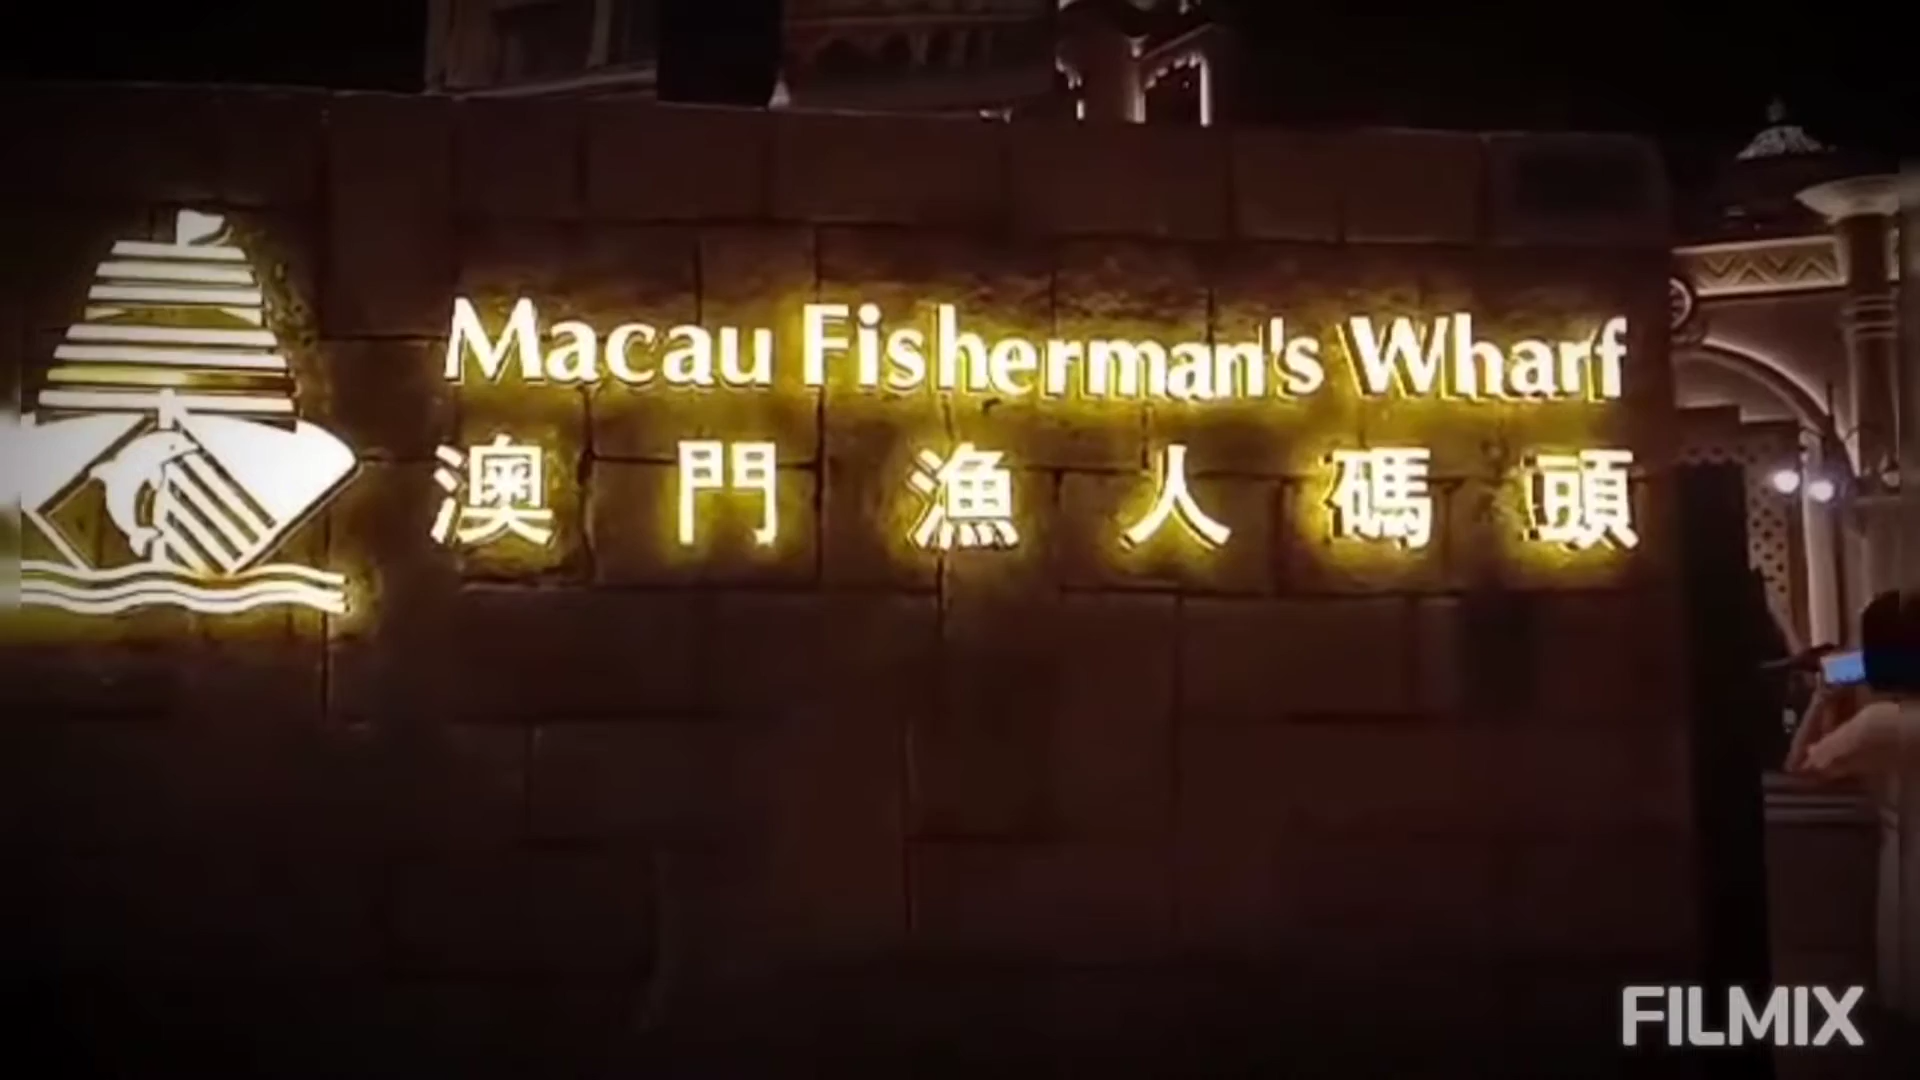 Macau Fisherman's Wharf
澳門漁人碼頭
FILMIX